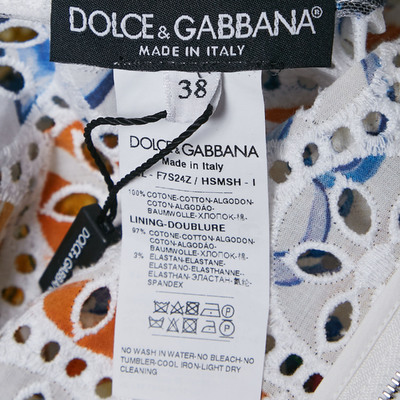 DOLCE & GABBANA®
MADE IN ITALY
38
DOLCE & GABBANA
Made in Italy
- F7S24Z / HSMSH - I
100% COTONE-COTTON-ALGODON-
COTON-ALGODÃO-
BAUMWOLLE-ХЛОПОК-棉-
LINING-DOUBLURE
97% COTONE-COTTON-ALGODON-
COTON-ALGODÃO-
BAUMWOLLE-ХЛОПОК-棉-
3% ELASTAN-ELASTANE-
ELASTANO-ELASTHANNE-
ELASTHAN-ЭЛАСТАН-
SPANDEX
NO WASH IN WATER-NO BLEACH-NO
TUMBLER-COOL IRON-LIGHT DRY
CLEANING
DOLCE & GABBANA